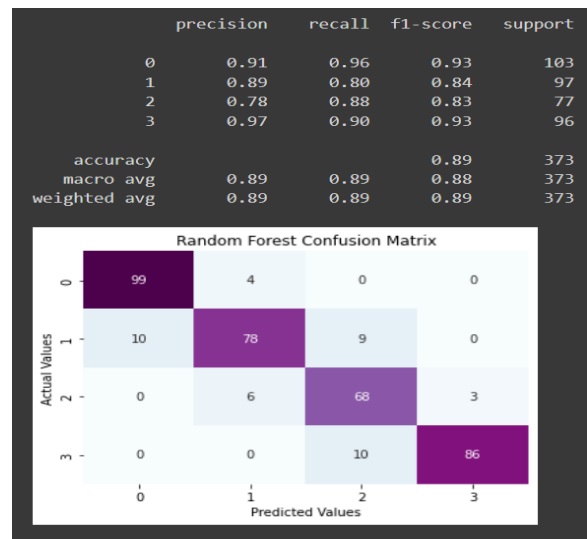 precision recall f1-score support
0 0.91 0.96 0.93 103
1 0.89 0.80 0.84 97
2 0.78 0.88 0.83 77
3 0.97 0.90 0.93 96
accuracy 0.89 373
macro avg 0.89 0.89 0.88 373
weighted avg 0.89 0.89 0.89 373
Random Forest Confusion Matrix
0 99 4 0 0
1 10 78 9 0
2 0 6 68 3
3 0 0 10 86
Actual Values
0 1 2 3
Predicted Values